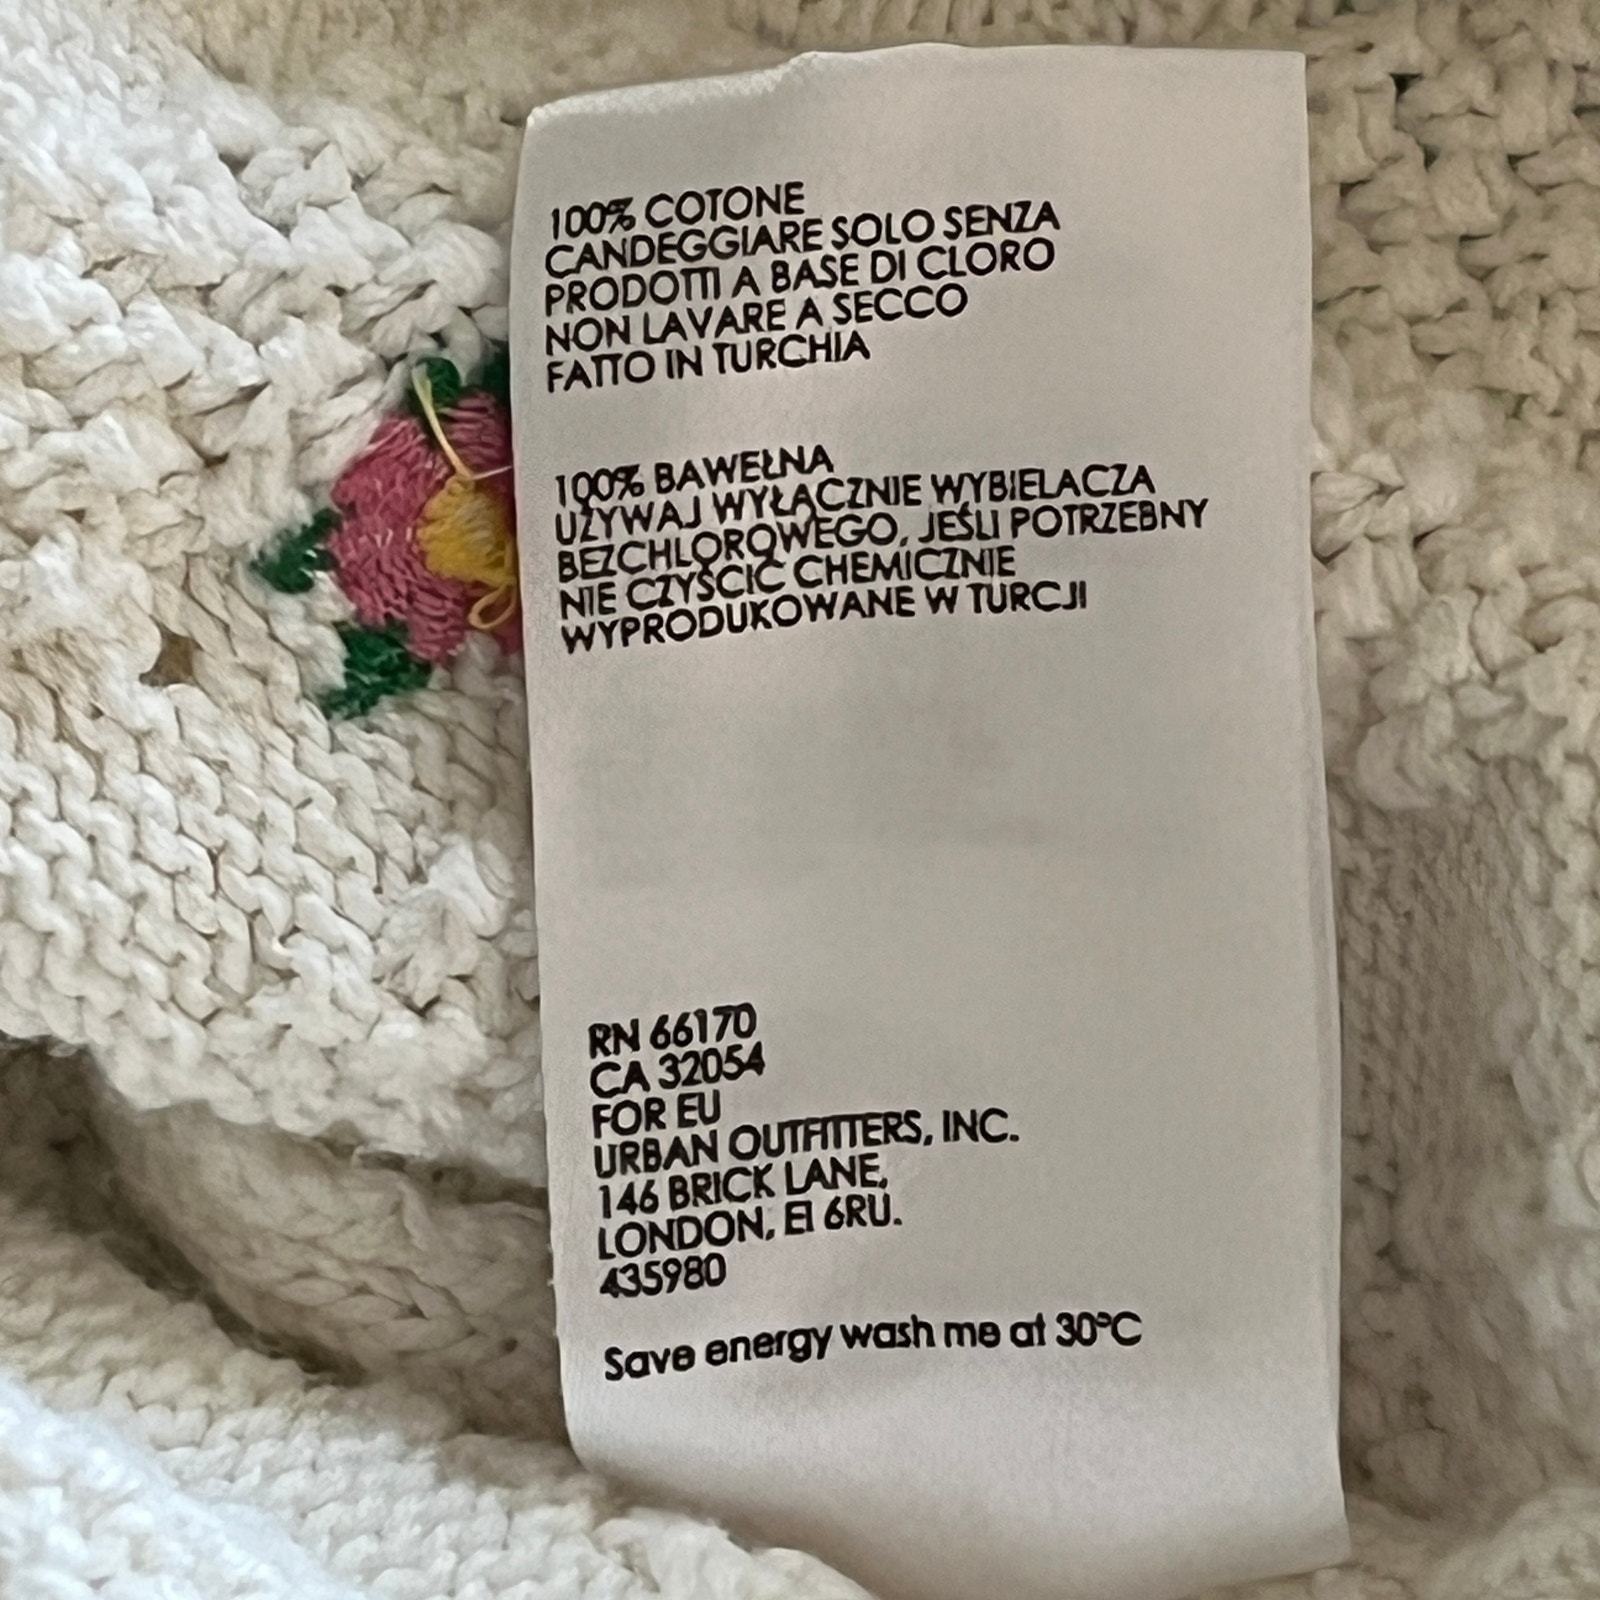 100% COTONE
CANDEGGIARE SOLO SENZA
PRODOTTI A BASE DI CLORO
NON LAVARE A SECCO
FATTO IN TURCHIA
100% BAWEŁNA
UŻYWAJ WYŁĄCZNIE WYBIELACZA
BEZCHLOROWEGO, JEŚLI POTRZEBNY
NIE CZYŚCIĆ CHEMICZNIE
WYPRODUKOWANE W TURCJI
RN 66170
CA 32054
FOR EU
URBAN OUTFITTERS, INC.
146 BRICK LANE,
LONDON, E1 6RU.
435980
Save energy wash me at 30°C